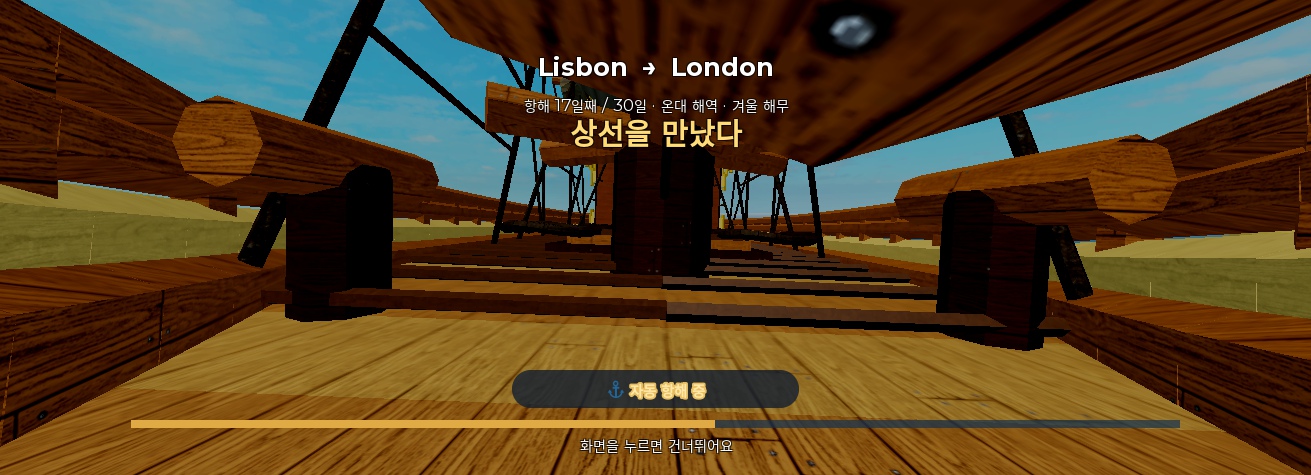 Lisbon → London
항해 17일째 / 30일 · 온대 해역 · 겨울 해무
상선을 만났다
⚓ 자동 항해 중
화면을 누르면 건너뛰어요